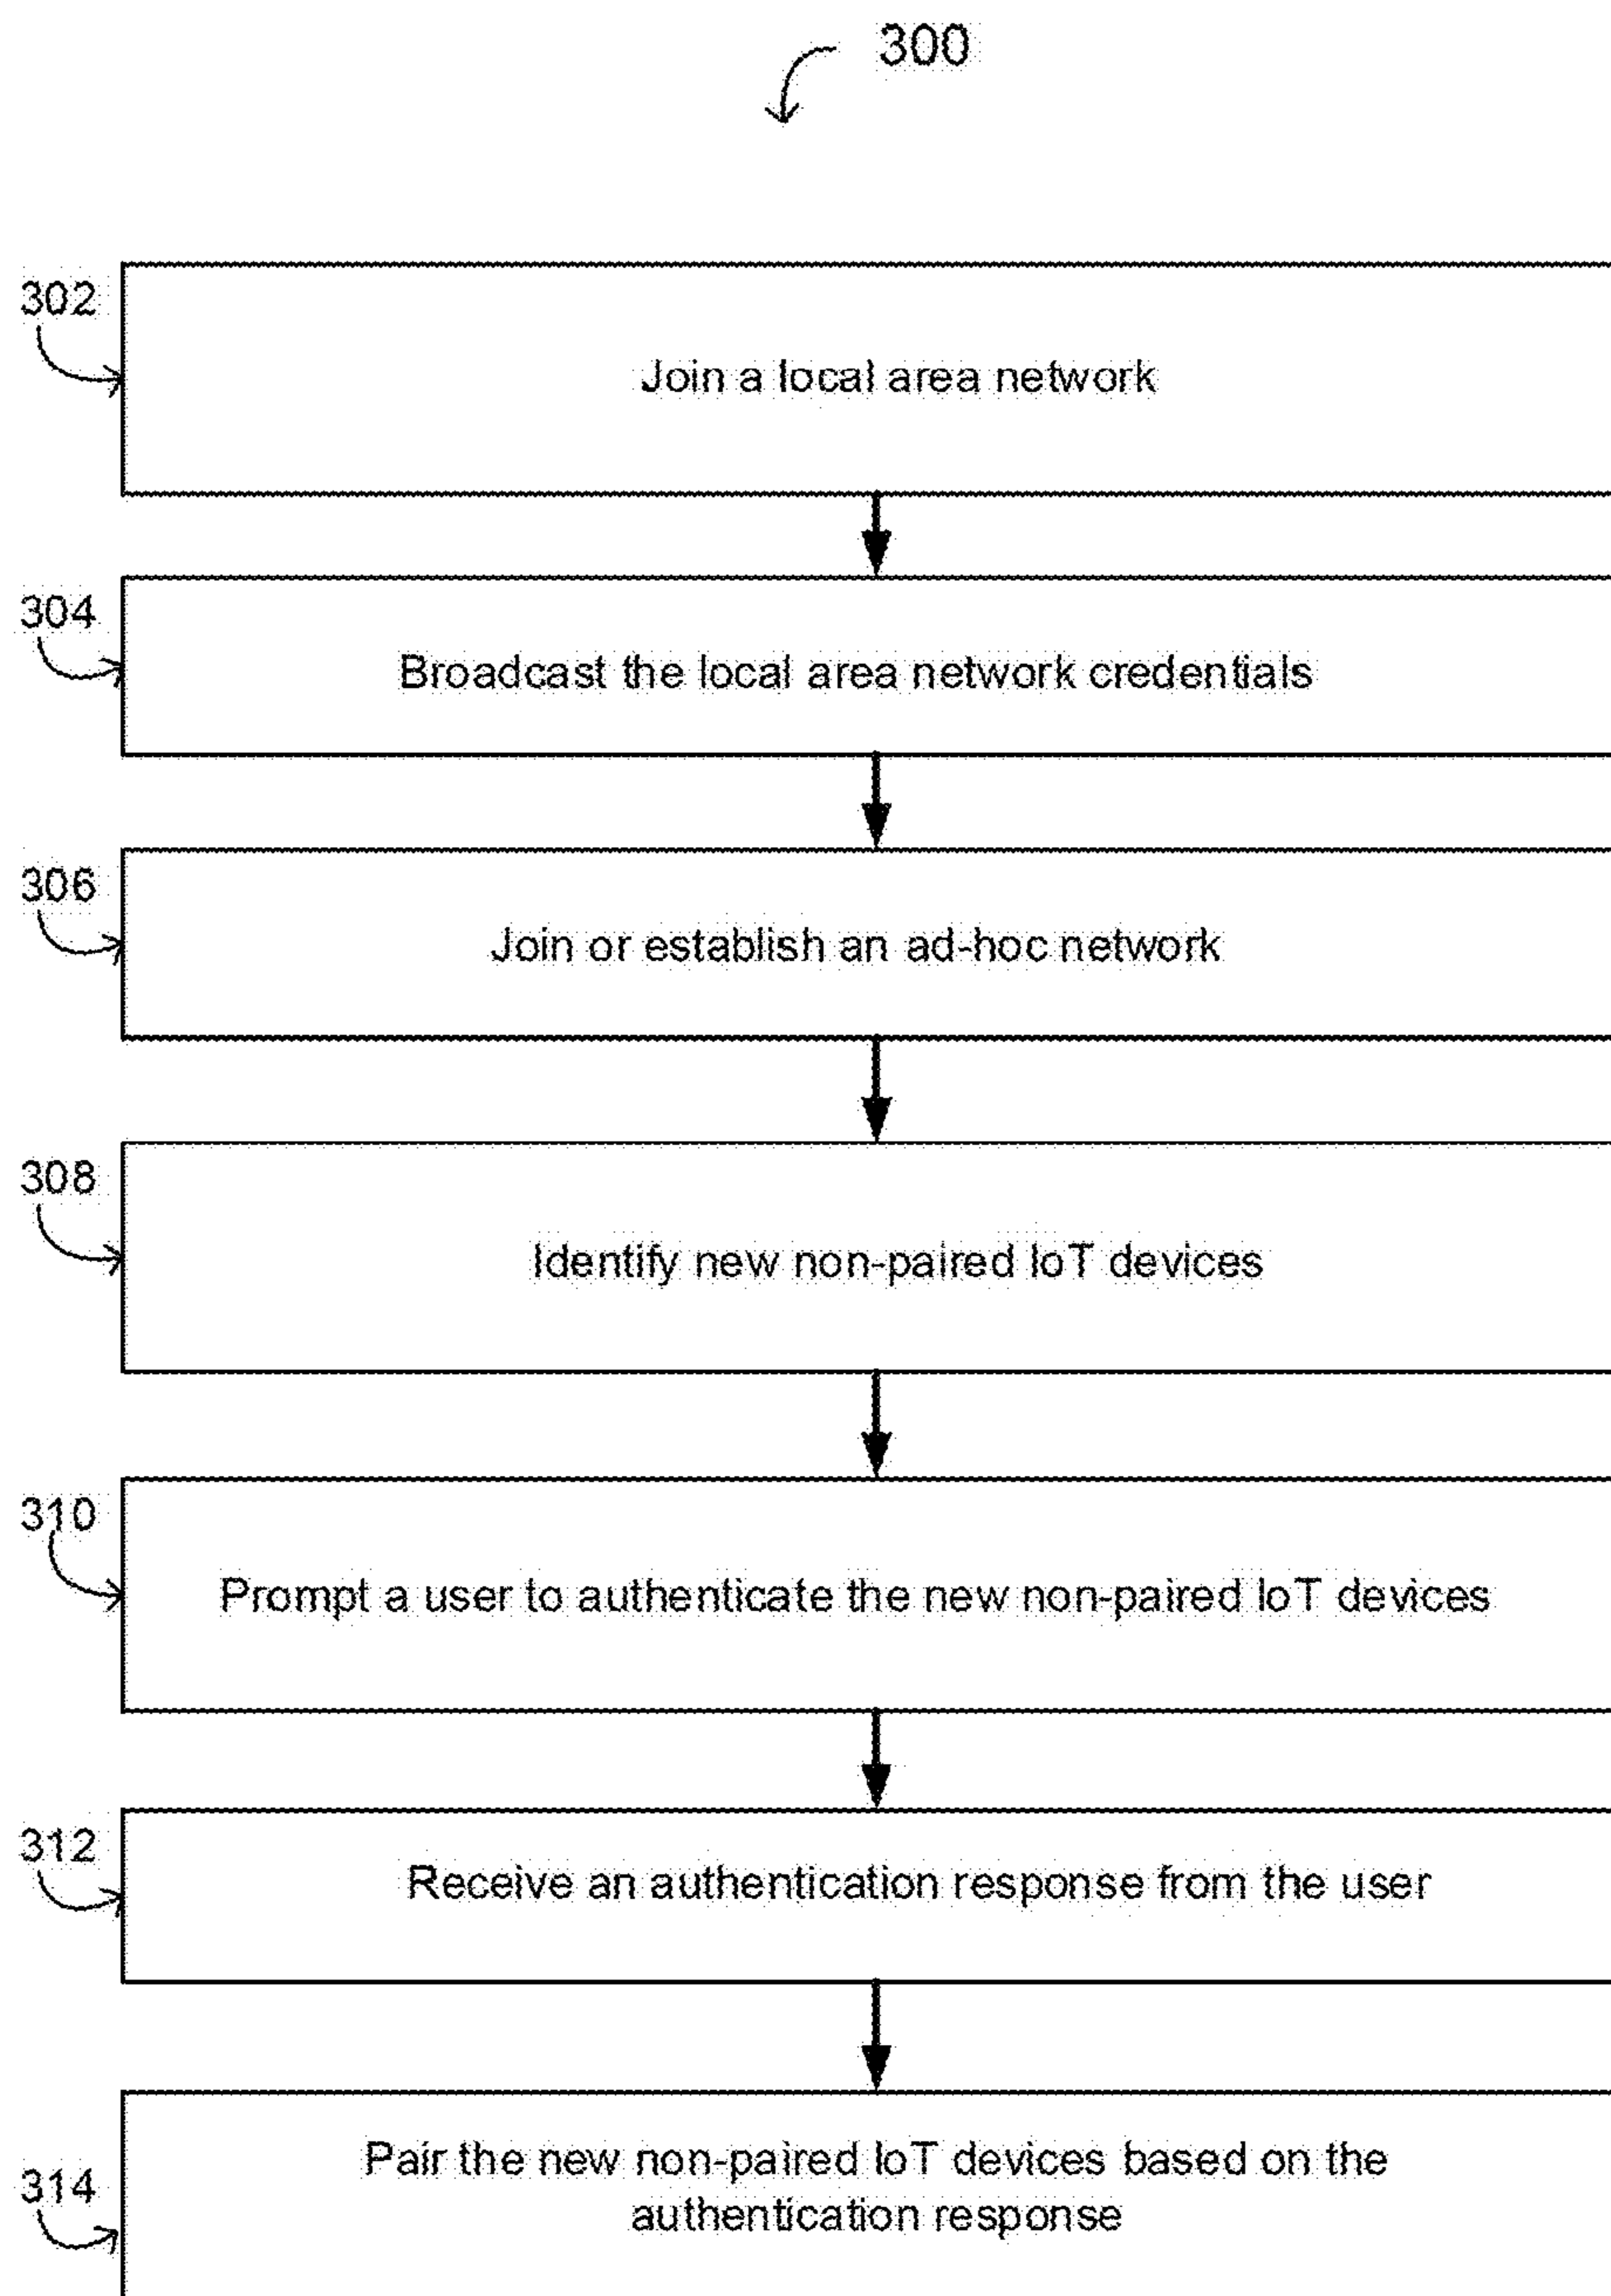 300
302
Join a local area network
304
Broadcast the local area network credentials
306
Join or establish an ad-hoc network
308
Identify new non-paired IoT devices
310
Prompt a user to authenticate the new non-paired IoT devices
312
Receive an authentication response from the user
314
Pair the new non-paired IoT devices based on the
authentication response